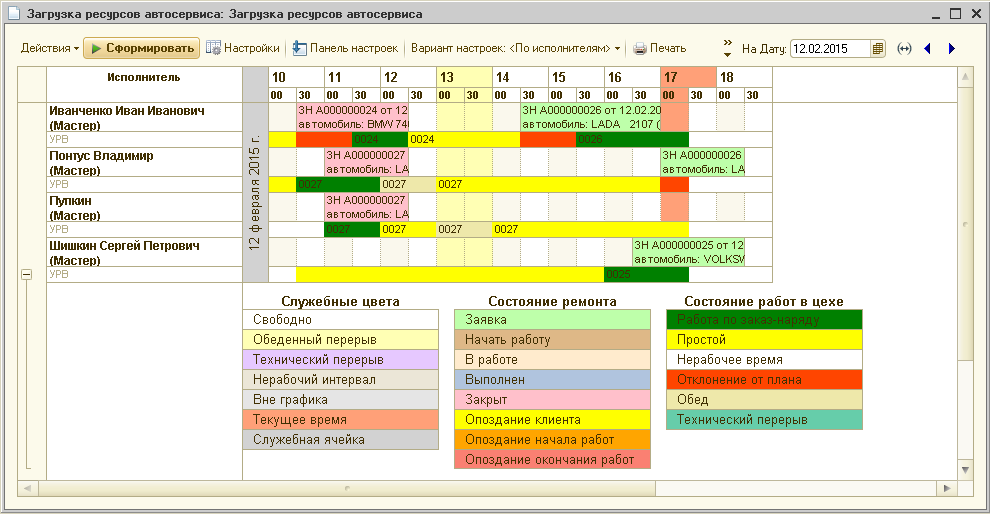 Загрузка ресурсов автосервиса: Загрузка ресурсов автосервиса
Действия Сформировать Настройки Панель настроек Вариант настроек: <По исполнителям> Печать На Дату: 12.02.2015
Исполнитель 10 11 12 13 14 15 16 17 18
00 30 00 30 00 30 00 30 00 30 00 30 00 30 00 30 00 30
12 февраля 2015 г.
Иванченко Иван Иванович ЗН А000000024 от 12 ЗН А000000026 от 12.02.20
(Мастер) автомобиль: BMW 740 автомобиль: LADA 2107 (
УРВ 0024 0024 0026
Понтус Владимир ЗН А000000027 ЗН А000000026
(Мастер) автомобиль: LA автомобиль: LA
УРВ 0027 0027 0027
Пупкин ЗН А000000027
(Мастер) автомобиль: LA
УРВ 0027 0027 0027 0027
Шишкин Сергей Петрович ЗН А000000025 от 12
(Мастер) автомобиль: VOLKSW
УРВ 0025
Служебные цвета Состояние ремонта Состояние работ в цехе
Свободно Заявка Работа по заказ-наряду
Обеденный перерыв Начать работу Простой
Технический перерыв В работе Нерабочее время
Нерабочий интервал Выполнен Отклонение от плана
Вне графика Закрыт Обед
Текущее время Опоздание клиента Технический перерыв
Служебная ячейка Опоздание начала работ
Опоздание окончания работ